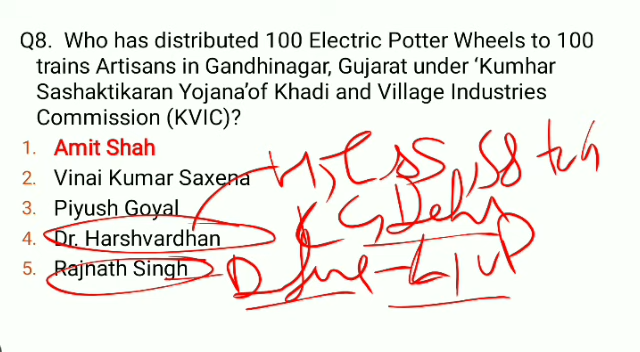 Q8. Who has distributed 100 Electric Potter Wheels to 100
trains Artisans in Gandhinagar, Gujarat under ‘Kumhar
Sashaktikaran Yojana’of Khadi and Village Industries
Commission (KVIC)?
1. Amit Shah
2. Vinai Kumar Saxena
3. Piyush Goyal
4. Dr. Harshvardhan
5. Rajnath Singh